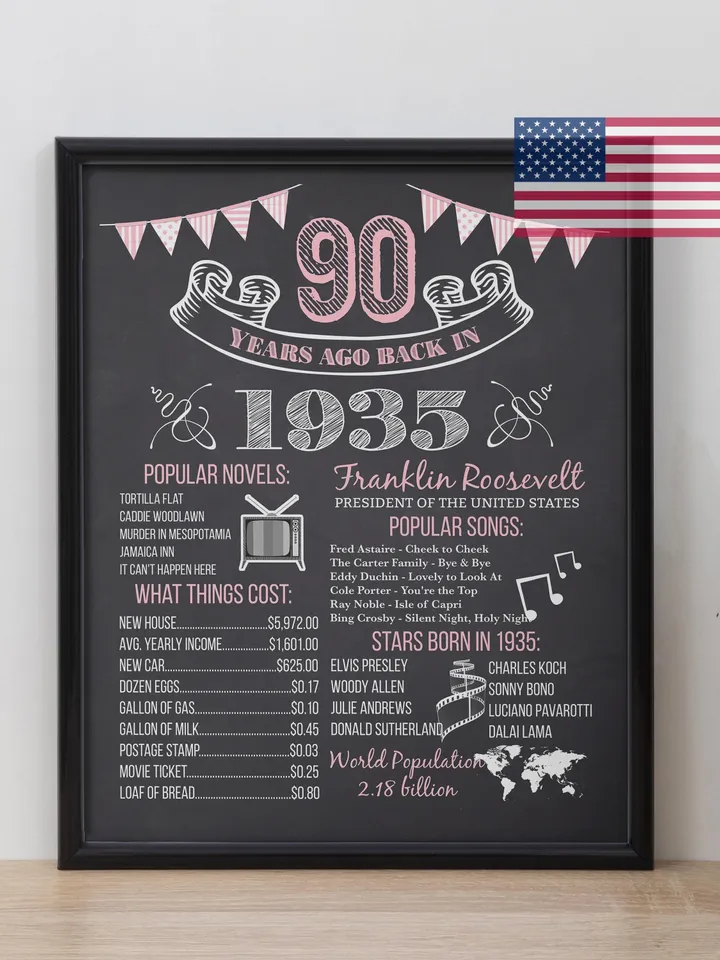 90
YEARS AGO BACK IN
1935
POPULAR NOVELS:
TORTILLA FLAT
CADDIE WOODLAWN
MURDER IN MESOPOTAMIA
JAMAICA INN
IT CAN'T HAPPEN HERE
WHAT THINGS COST:
NEW HOUSE............................$5,972.00
AVG. YEARLY INCOME....................$1,601.00
NEW CAR................................$625.00
DOZEN EGGS.............................$0.17
GALLON OF GAS..........................$0.10
GALLON OF MILK.........................$0.45
POSTAGE STAMP..........................$0.03
MOVIE TICKET...........................$0.25
LOAF OF BREAD..........................$0.80
Franklin Roosevelt
PRESIDENT OF THE UNITED STATES
POPULAR SONGS:
Fred Astaire - Cheek to Cheek
The Carter Family - Bye & Bye
Eddy Duchin - Lovely to Look At
Cole Porter - You're the Top
Ray Noble - Isle of Capri
Bing Crosby - Silent Night, Holy Night
STARS BORN IN 1935:
ELVIS PRESLEY
WOODY ALLEN
JULIE ANDREWS
DONALD SUTHERLAND
CHARLES KOCH
SONNY BONO
LUCIANO PAVAROTTI
DALAI LAMA
World Population
2.18 billion